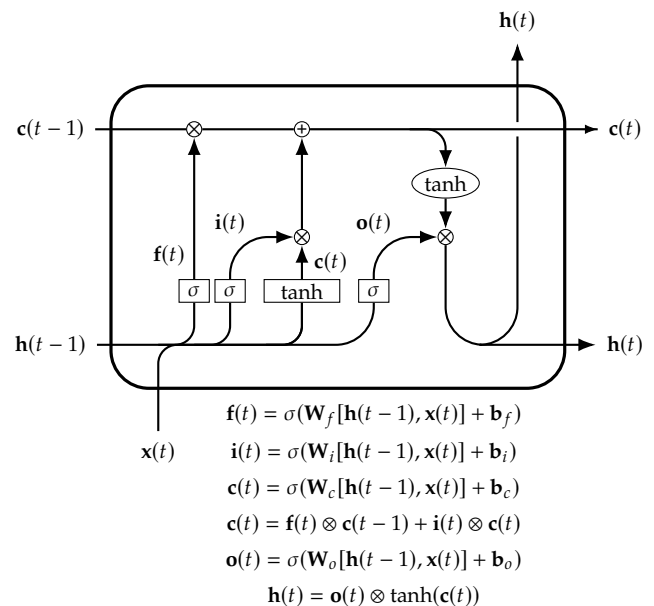 h(t)
c(t − 1) ⊗ + c(t)
tanh
i(t) ⊗ o(t) ⊗
f(t) c(t)
σ σ tanh σ
h(t − 1) h(t)
x(t)
f(t) = σ(W_f[h(t − 1), x(t)] + b_f)
i(t) = σ(W_i[h(t − 1), x(t)] + b_i)
c(t) = σ(W_c[h(t − 1), x(t)] + b_c)
c(t) = f(t) ⊗ c(t − 1) + i(t) ⊗ c(t)
o(t) = σ(W_o[h(t − 1), x(t)] + b_o)
h(t) = o(t) ⊗ tanh(c(t))